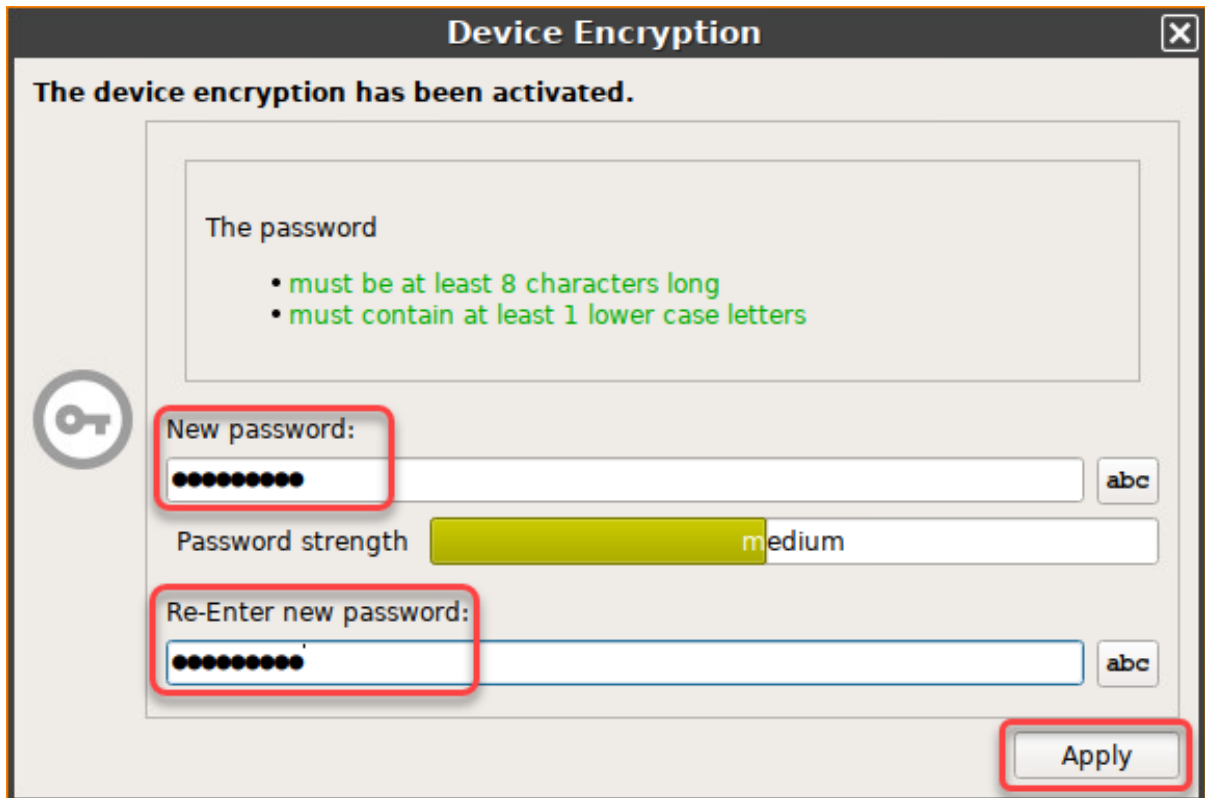 Device Encryption
The device encryption has been activated.
The password
• must be at least 8 characters long
• must contain at least 1 lower case letters
New password:
●●●●●●●●● abc
Password strength medium
Re-Enter new password:
●●●●●●●●● abc
Apply